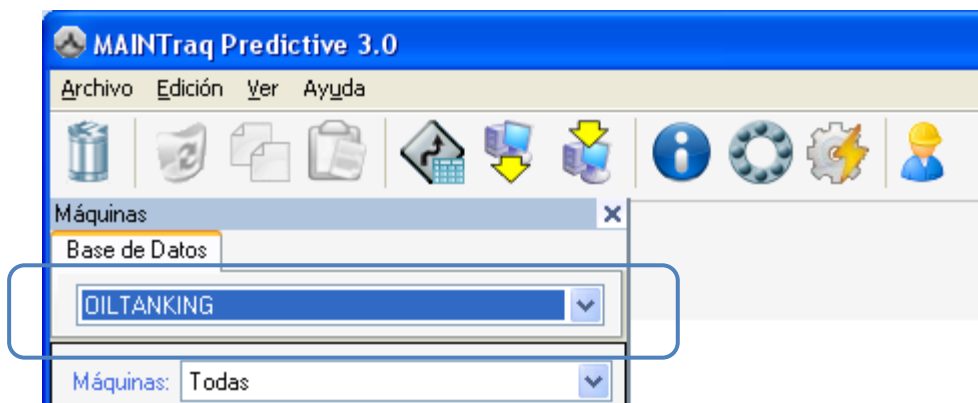 MAINTraq Predictive 3.0
Archivo Edición Ver Ayuda
Máquinas
Base de Datos
OILTANKING
Máquinas: Todas